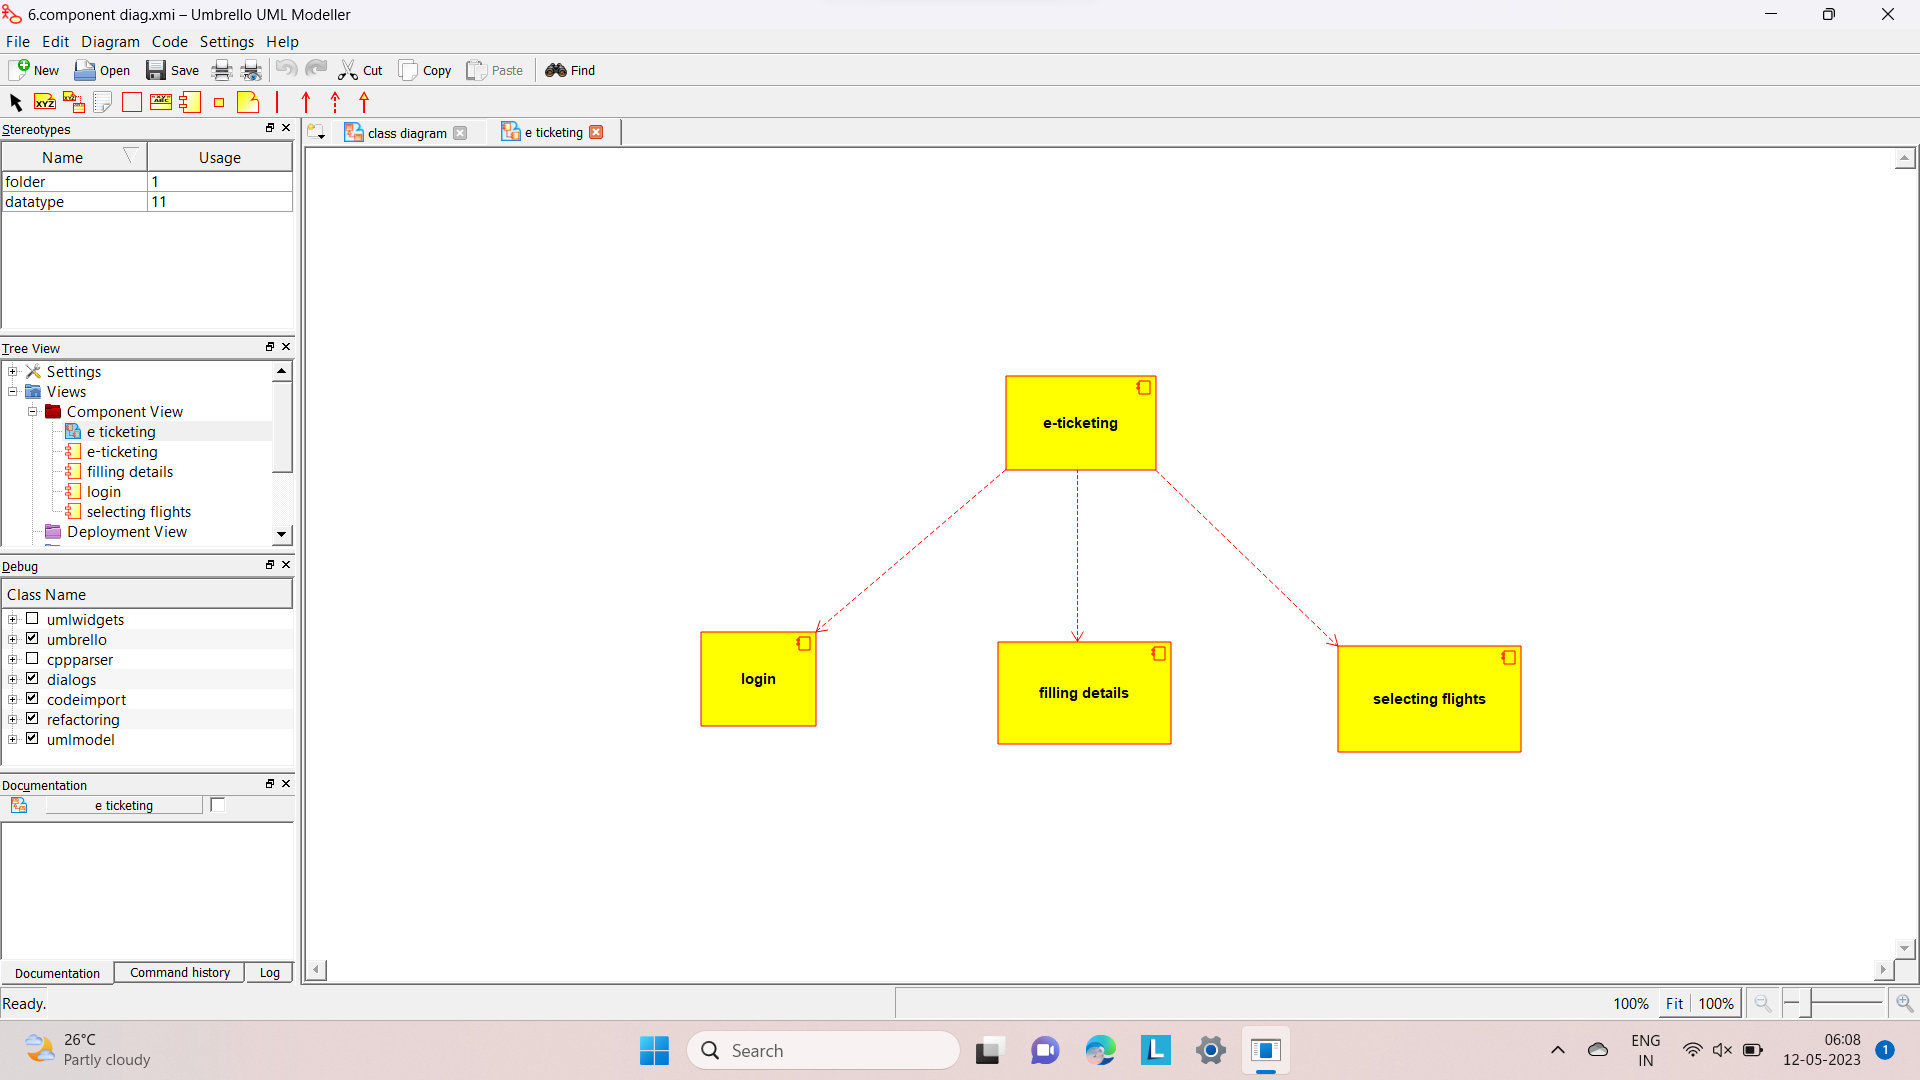 6.component diag.xmi – Umbrello UML Modeller
File Edit Diagram Code Settings Help
New Open Save Cut Copy Paste Find
XYZ XYZ ABC
Stereotypes
Name Usage
folder 1
datatype 11
Tree View
Settings
Views
Component View
e ticketing
e-ticketing
filling details
login
selecting flights
Deployment View
Debug
Class Name
umlwidgets
umbrello
cppparser
dialogs
codeimport
refactoring
umlmodel
Documentation
e ticketing
Documentation Command history Log
class diagram e ticketing
e-ticketing
login
filling details
selecting flights
Ready.
100% Fit 100%
26°C
Partly cloudy
Search
L
ENG
IN
06:08
12-05-2023
1